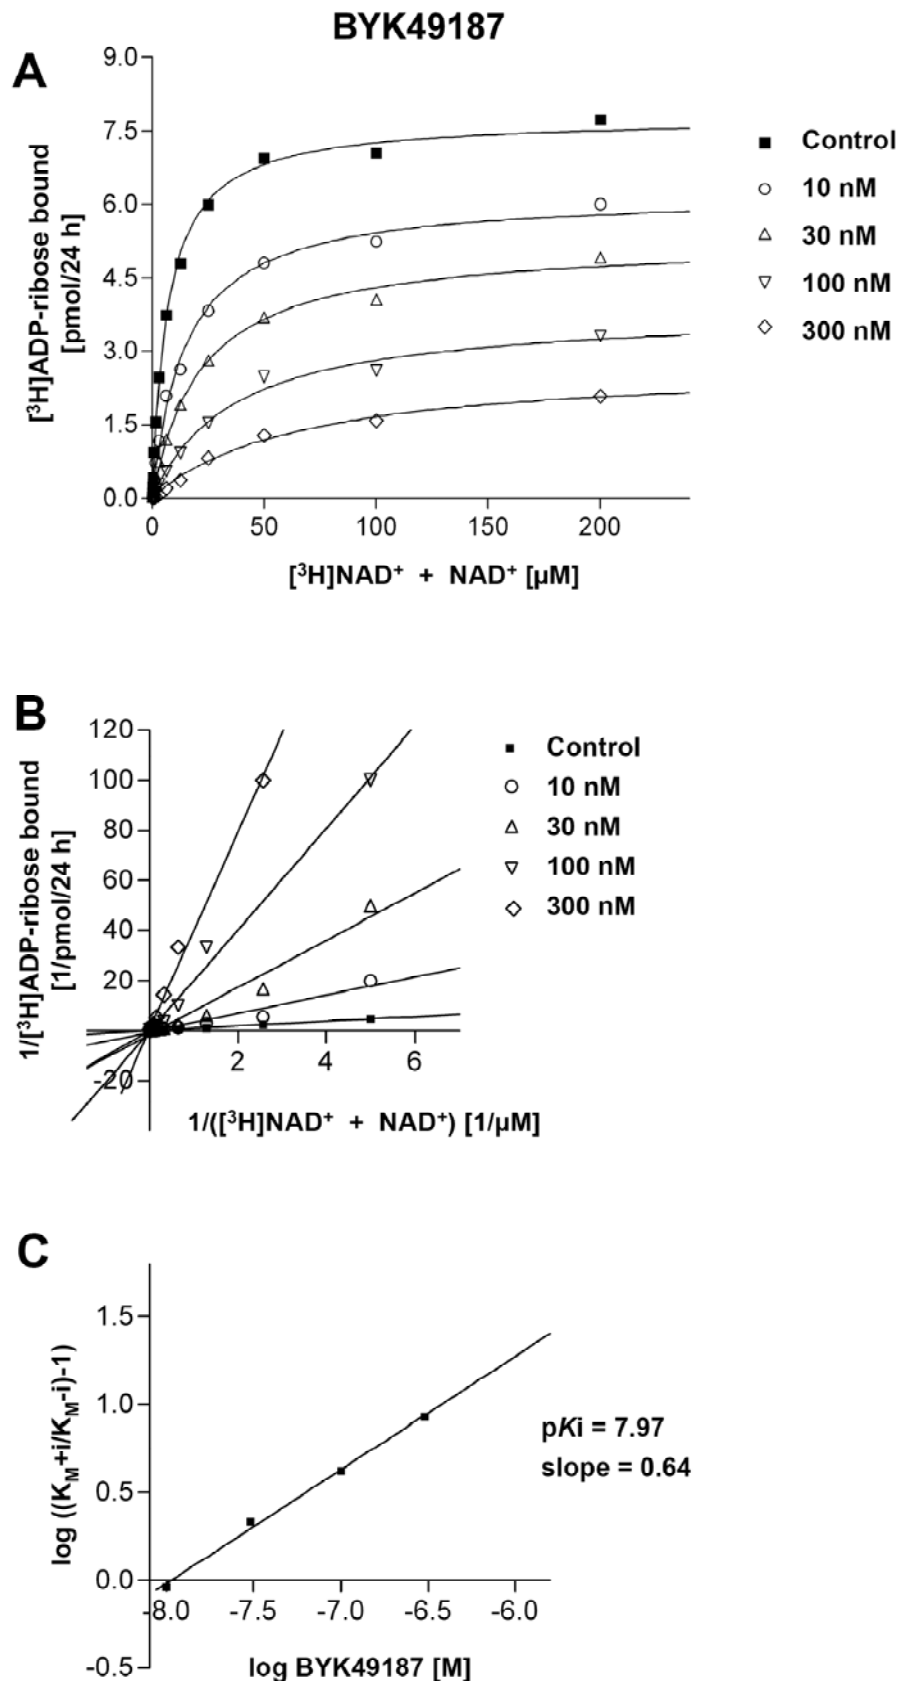 BYK49187
A
9.0
7.5
6.0
4.5
3.0
1.5
0.0
[³H]ADP-ribose bound
[pmol/24 h]
0 50 100 150 200
[³H]NAD⁺ + NAD⁺ [µM]
Control
10 nM
30 nM
100 nM
300 nM
B
120
100
80
60
40
20
-20
1/[³H]ADP-ribose bound
[1/pmol/24 h]
2 4 6
1/([³H]NAD⁺ + NAD⁺) [1/µM]
Control
10 nM
30 nM
100 nM
300 nM
C
1.5
1.0
0.5
0.0
-0.5
log ((K_M+i/K_M-i)-1)
-8.0 -7.5 -7.0 -6.5 -6.0
log BYK49187 [M]
pKi = 7.97
slope = 0.64